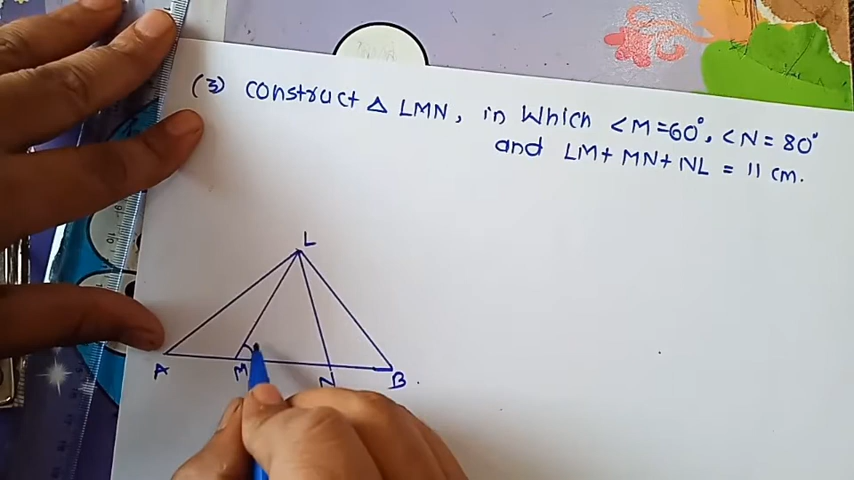 (3) construct △ LMN, in which <M=60°, <N=80°
and LM+ MN+ NL = 11 cm.
L
A M N B